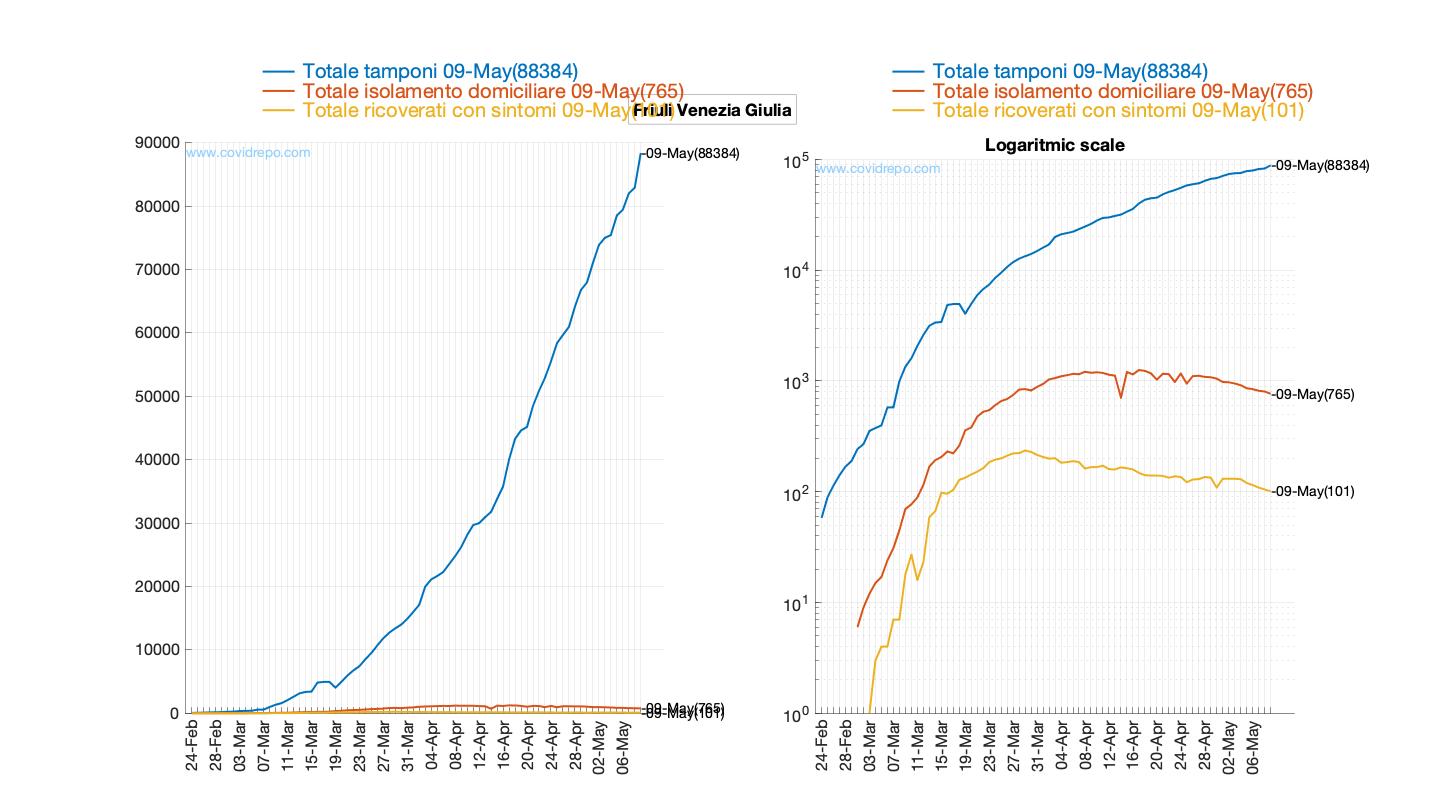 Totale tamponi 09-May(88384)
Totale isolamento domiciliare 09-May(765)
Totale ricoverati con sintomi 09-May(101)
Friuli Venezia Giulia
www.covidrepo.com
90000
80000
70000
60000
50000
40000
30000
20000
10000
0
-09-May(88384)
-09-May(765)
-09-May(101)
24-Feb
28-Feb
03-Mar
07-Mar
11-Mar
15-Mar
19-Mar
23-Mar
27-Mar
31-Mar
04-Apr
08-Apr
12-Apr
16-Apr
20-Apr
24-Apr
28-Apr
02-May
06-May
Totale tamponi 09-May(88384)
Totale isolamento domiciliare 09-May(765)
Totale ricoverati con sintomi 09-May(101)
Logaritmic scale
www.covidrepo.com
10^5
10^4
10^3
10^2
10^1
10^0
-09-May(88384)
-09-May(765)
-09-May(101)
24-Feb
28-Feb
03-Mar
07-Mar
11-Mar
15-Mar
19-Mar
23-Mar
27-Mar
31-Mar
04-Apr
08-Apr
12-Apr
16-Apr
20-Apr
24-Apr
28-Apr
02-May
06-May